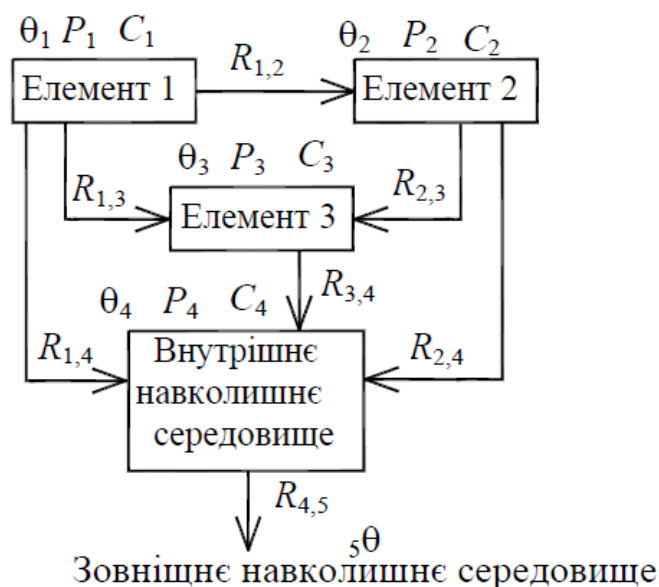 θ₁ P₁ C₁
θ₂ P₂ C₂
R₁,₂
Елемент 1
Елемент 2
θ₃ P₃ C₃
R₁,₃
R₂,₃
Елемент 3
θ₄ P₄ C₄
R₃,₄
R₁,₄
R₂,₄
Внутрішнє
навколишнє
середовище
R₄,₅
₅θ
Зовніщнє навколишнє середовище